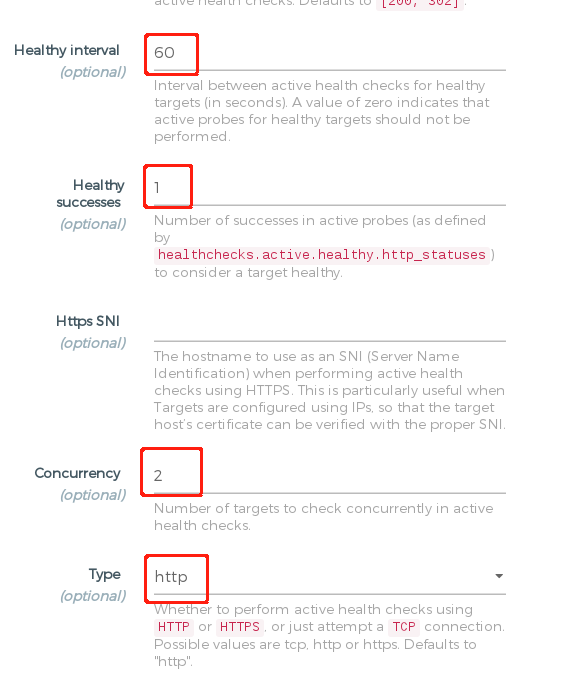 active health checks. Defaults to [200, 302].
Healthy interval
(optional)
60
Interval between active health checks for healthy
targets (in seconds). A value of zero indicates that
active probes for healthy targets should not be
performed.
Healthy
successes
(optional)
1
Number of successes in active probes (as defined
by
healthchecks.active.healthy.http_statuses)
to consider a target healthy.
Https SNI
(optional)
The hostname to use as an SNI (Server Name
Identification) when performing active health
checks using HTTPS. This is particularly useful when
Targets are configured using IPs, so that the target
host's certificate can be verified with the proper SNI.
Concurrency
(optional)
2
Number of targets to check concurrently in active
health checks.
Type
(optional)
http
Whether to perform active health checks using
HTTP or HTTPS, or just attempt a TCP connection.
Possible values are tcp, http or https. Defaults to
"http".